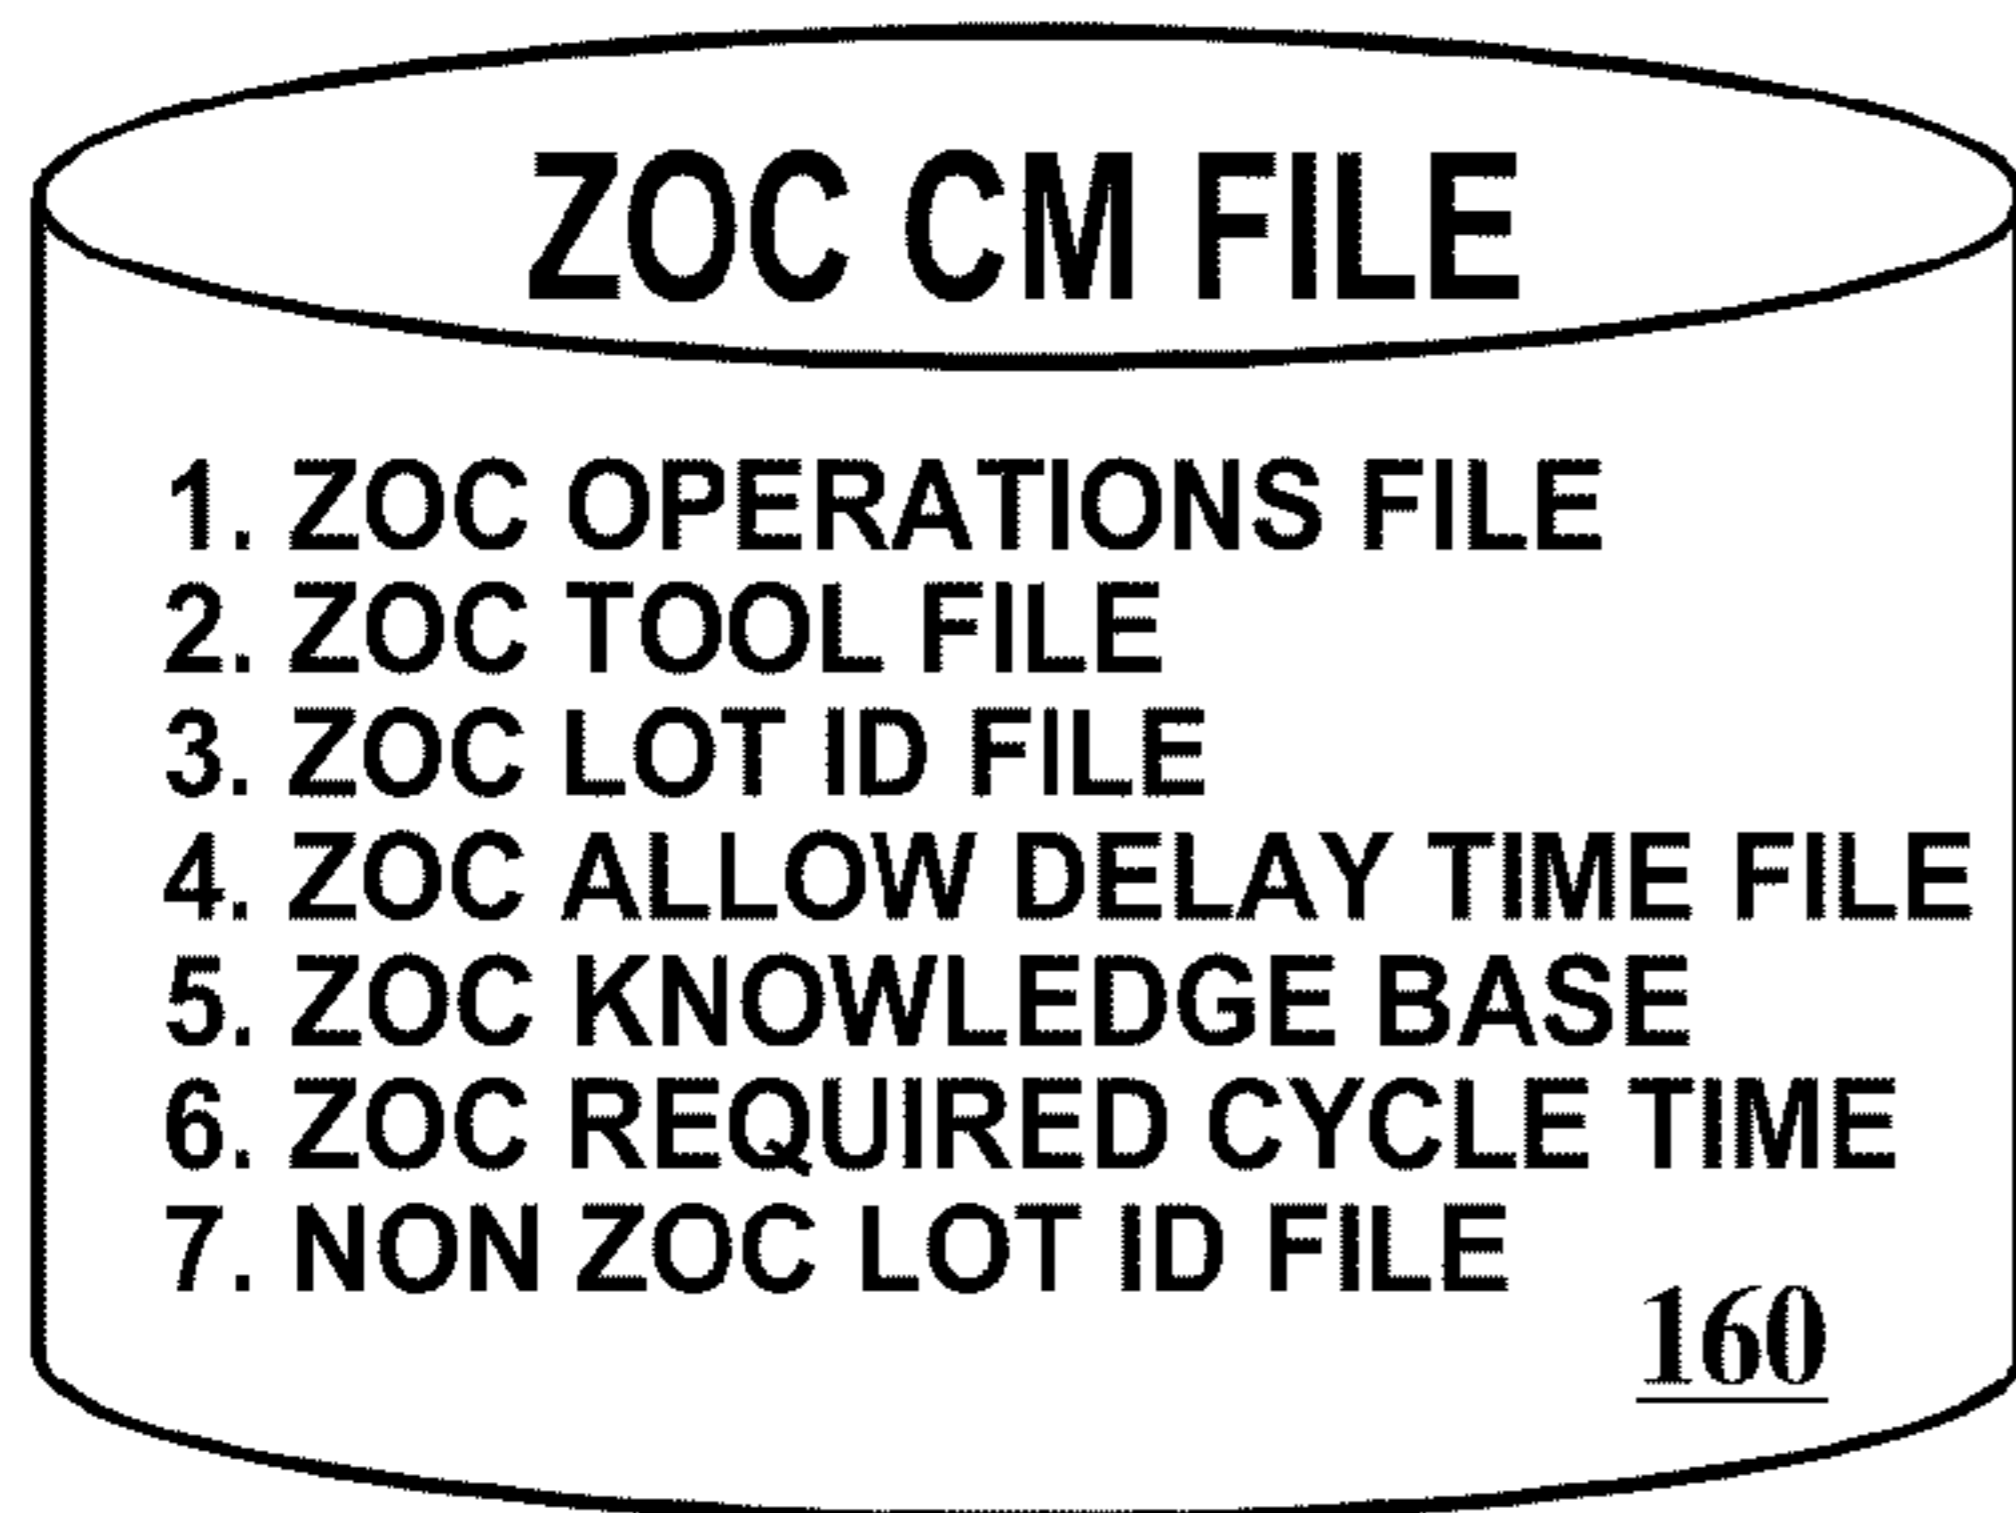 ZOC CM FILE
1. ZOC OPERATIONS FILE
2. ZOC TOOL FILE
3. ZOC LOT ID FILE
4. ZOC ALLOW DELAY TIME FILE
5. ZOC KNOWLEDGE BASE
6. ZOC REQUIRED CYCLE TIME
7. NON ZOC LOT ID FILE
160